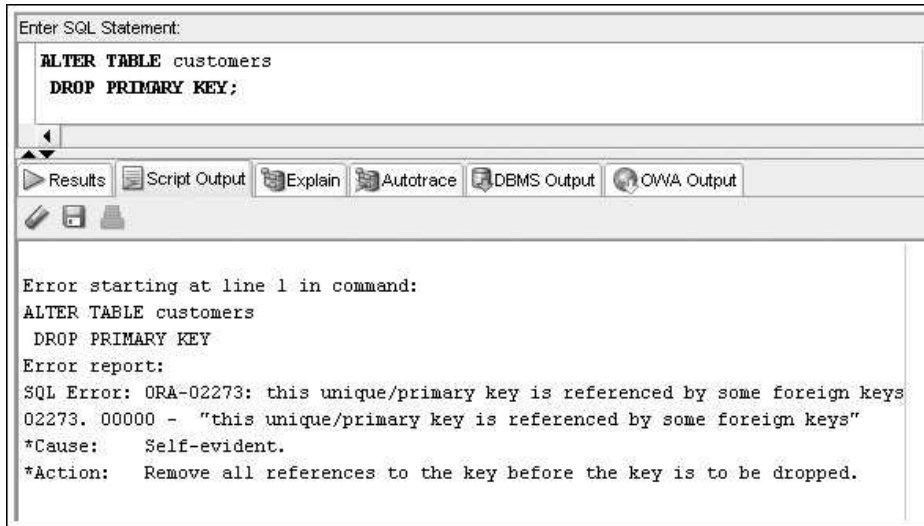 Enter SQL Statement:
ALTER TABLE customers
DROP PRIMARY KEY;
Results Script Output Explain Autotrace DBMS Output OWA Output
Error starting at line 1 in command:
ALTER TABLE customers
DROP PRIMARY KEY
Error report:
SQL Error: ORA-02273: this unique/primary key is referenced by some foreign keys
02273. 00000 - "this unique/primary key is referenced by some foreign keys"
*Cause: Self-evident.
*Action: Remove all references to the key before the key is to be dropped.